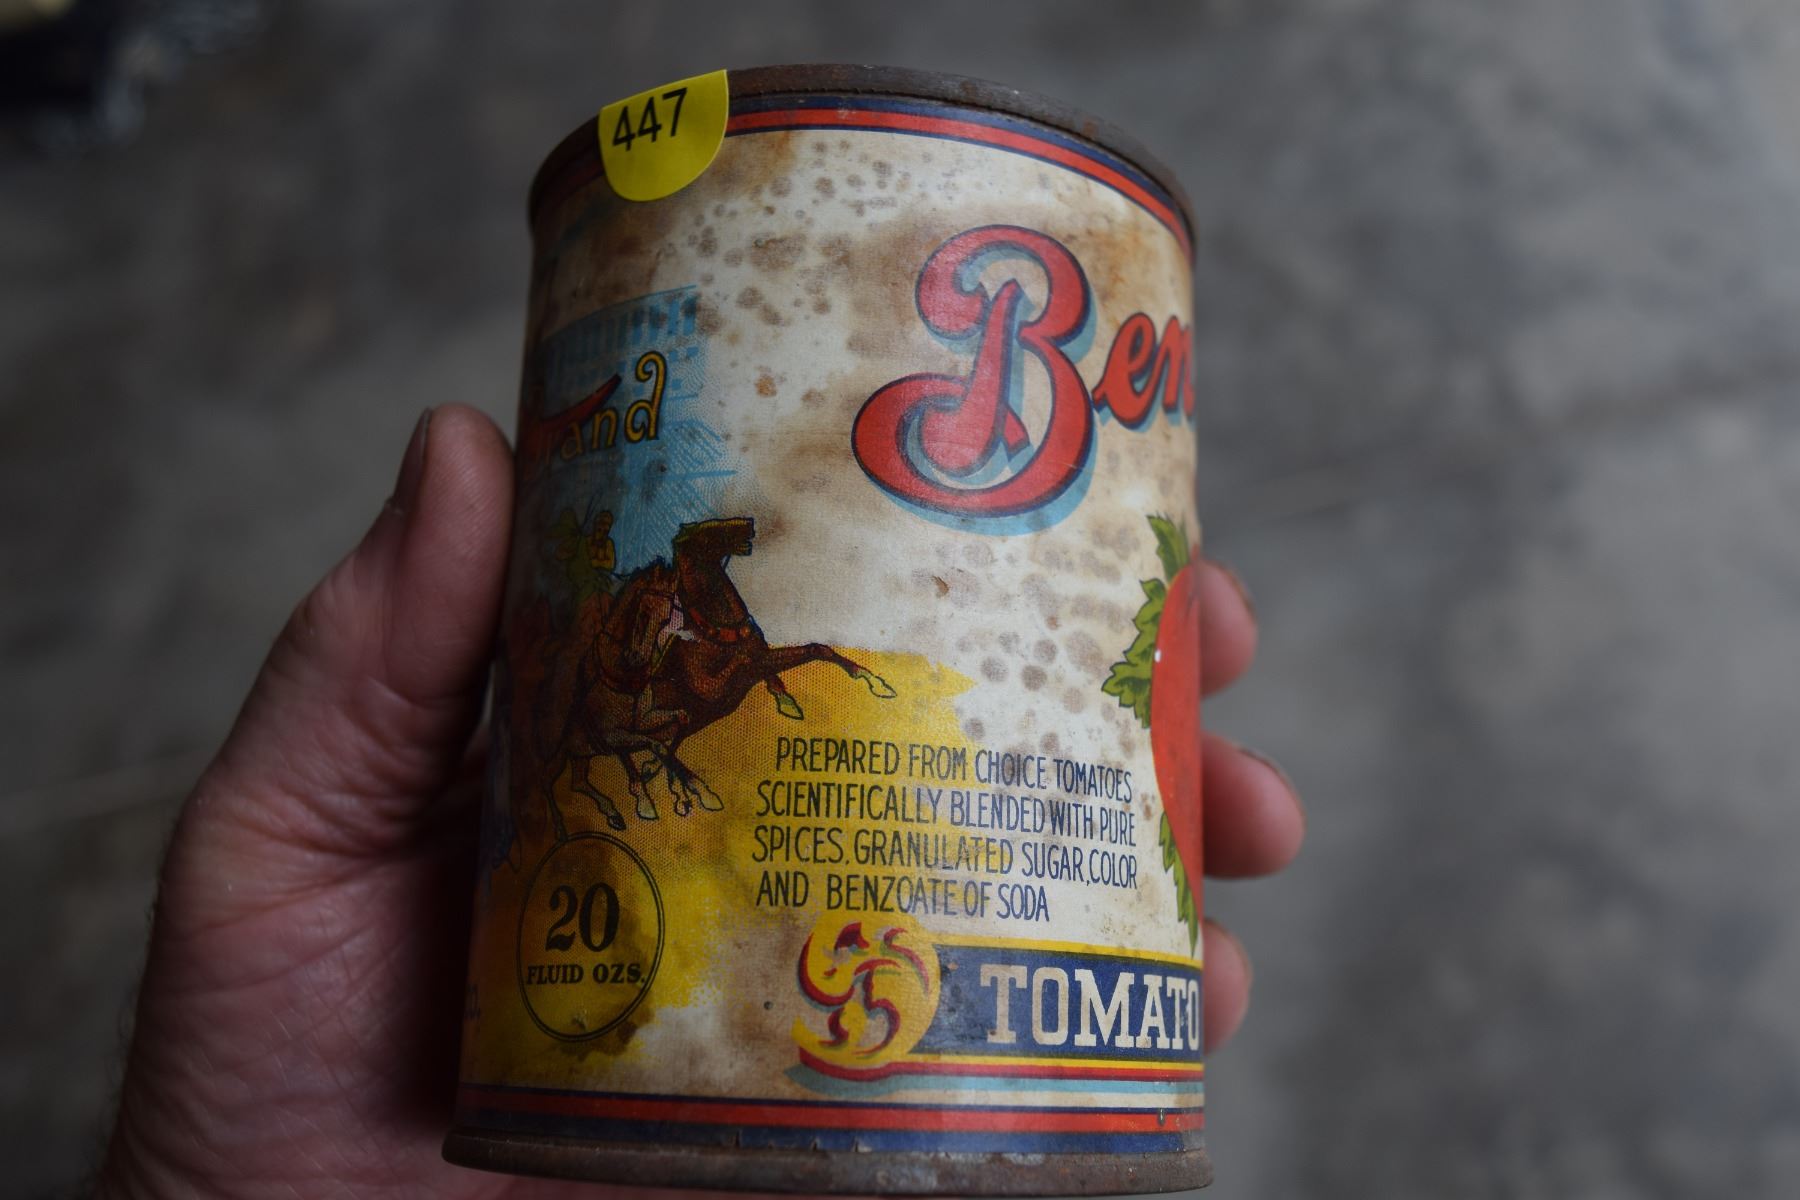 447
Ben
PREPARED FROM CHOICE TOMATOES
SCIENTIFICALLY BLENDED WITH PURE
SPICES, GRANULATED SUGAR, COLOR
AND BENZOATE OF SODA
20
FLUID OZS.
TOMATO